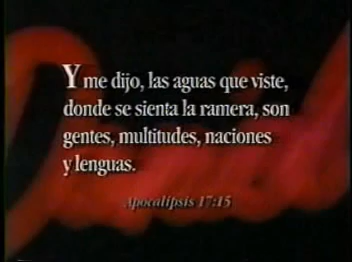 Y me dijo, las aguas que viste,
donde se sienta la ramera, son
gentes, multitudes, naciones
y lenguas.
Apocalipsis 17:15